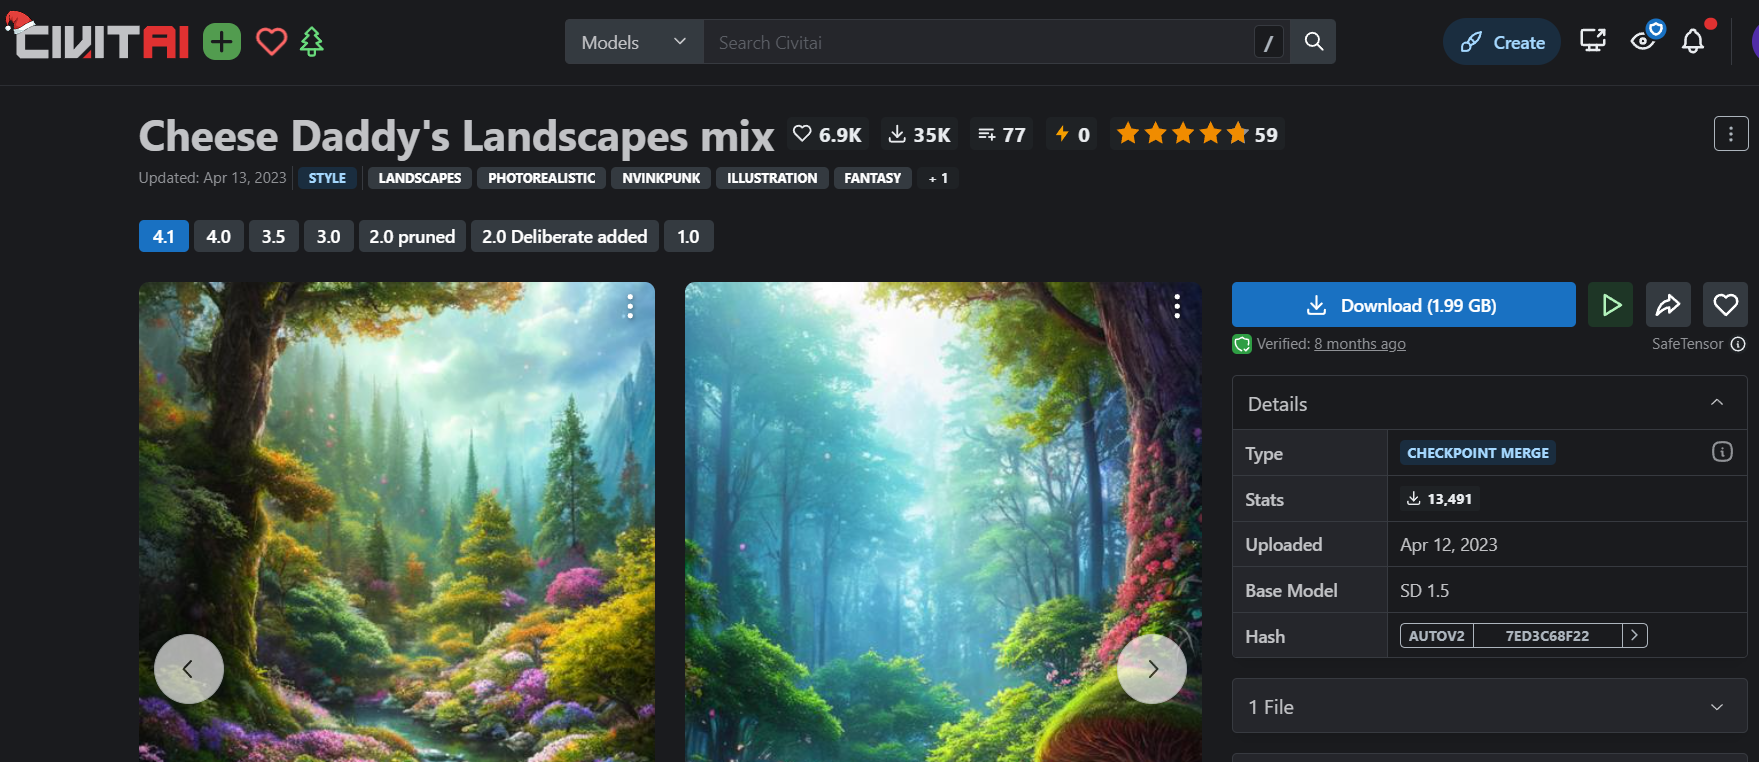 CIVITAI
Models
Search Civitai
/
Create
Cheese Daddy's Landscapes mix
6.9K
35K
77
0
59
Updated: Apr 13, 2023
STYLE
LANDSCAPES
PHOTOREALISTIC
NVINKPUNK
ILLUSTRATION
FANTASY
+ 1
4.1
4.0
3.5
3.0
2.0 pruned
2.0 Deliberate added
1.0
Download (1.99 GB)
Verified: 8 months ago
SafeTensor
Details
Type
CHECKPOINT MERGE
Stats
13,491
Uploaded
Apr 12, 2023
Base Model
SD 1.5
Hash
AUTOV2
7ED3C68F22
1 File